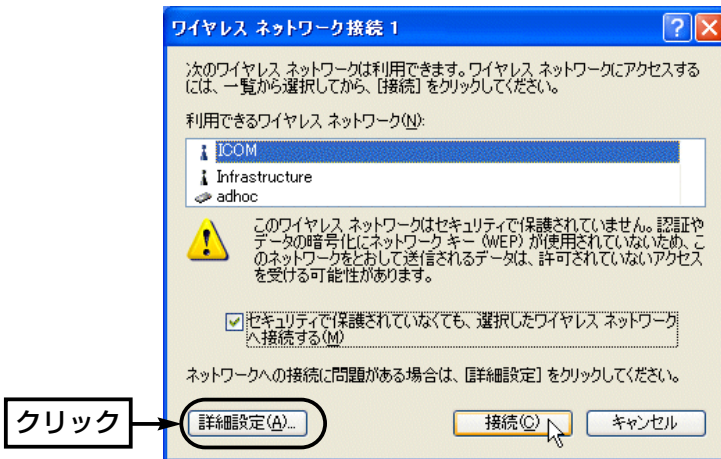 ワイヤレス ネットワーク接続 1
次のワイヤレス ネットワークは利用できます。ワイヤレス ネットワークにアクセスする
には、一覧から選択してから、[接続] をクリックしてください。
利用できるワイヤレス ネットワーク(N):
ICOM
Infrastructure
adhoc
このワイヤレス ネットワークはセキュリティで保護されていません。認証や
データの暗号化にネットワーク キー (WEP) が使用されていないため、こ
のネットワークをとおして送信されるデータは、許可されていないアクセス
を受ける可能性があります。
セキュリティで保護されていなくても、選択したワイヤレス ネットワーク
へ接続する(M)
ネットワークへの接続に問題がある場合は、[詳細設定] をクリックしてください。
クリック
詳細設定(A)...
接続(C)
キャンセル